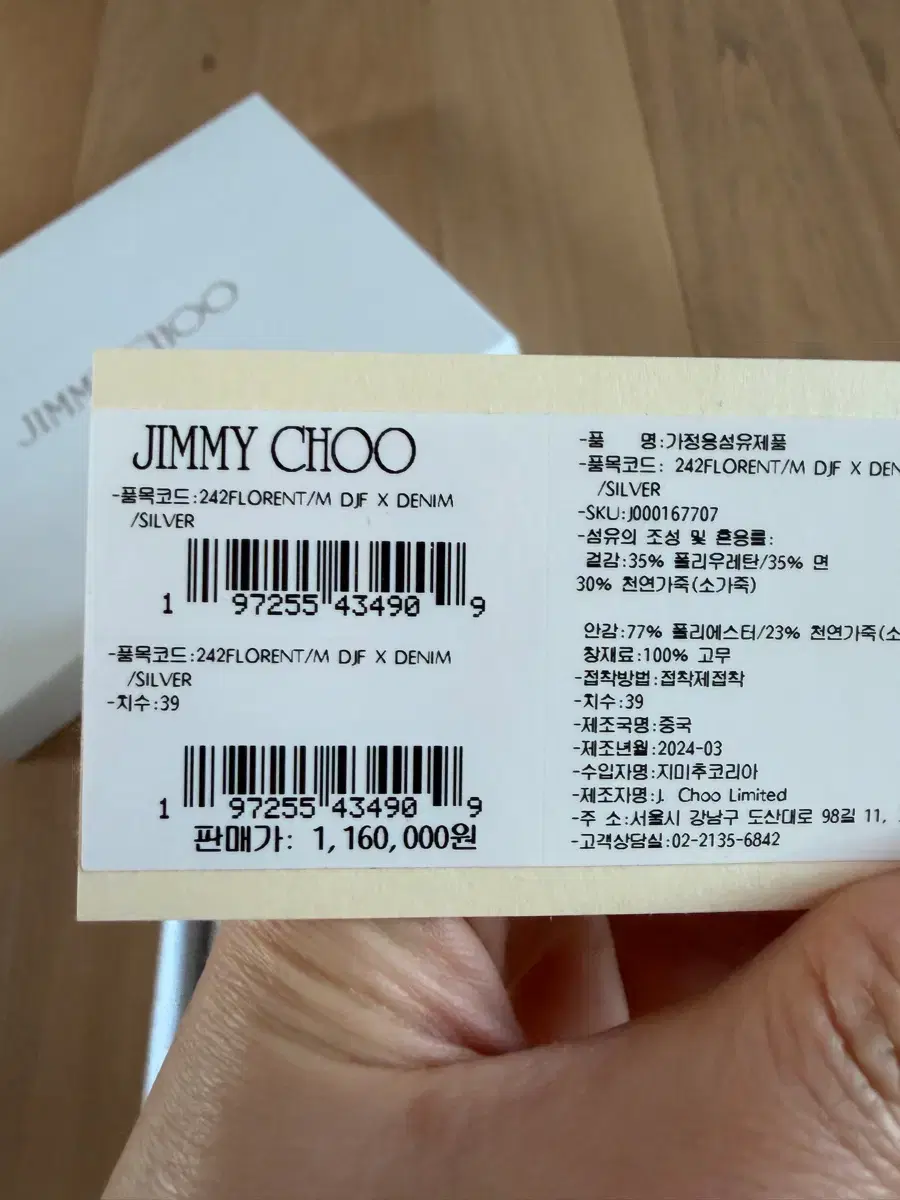 JIMMY CHOO
JIMMY CHOO
-품목코드:242FLORENT/M DJF X DENIM
/SILVER
1 97255 43490 9
-품목코드:242FLORENT/M DJF X DENIM
/SILVER
-치수:39
1 97255 43490 9
판매가: 1,160,000원
-품 명:가정용섬유제품
-품목코드: 242FLORENT/M DJF X DEN
/SILVER
-SKU:J000167707
-섬유의 조성 및 혼용률:
겉감:35% 폴리우레탄/35% 면
30% 천연가죽(소가죽)
안감:77% 폴리에스터/23% 천연가죽(소
창재료:100% 고무
-접착방법:접착제접착
-치수:39
-제조국명:중국
-제조년월:2024-03
-수입자명:지미추코리아
-제조자명:J. Choo Limited
-주 소:서울시 강남구 도산대로 98길 11,
-고객상담실:02-2135-6842